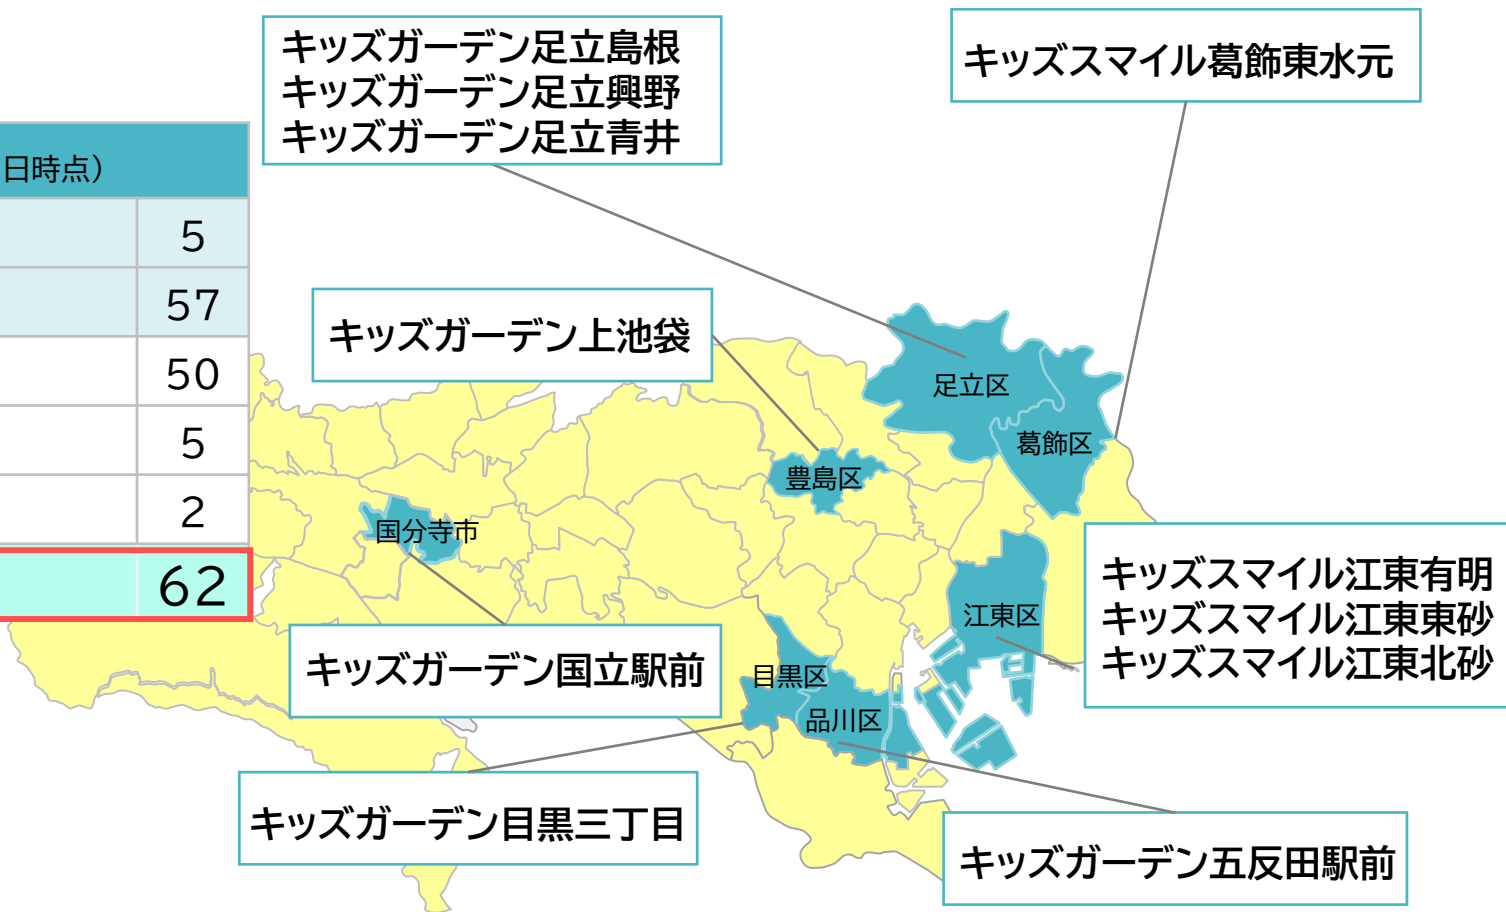 キッズガーデン足立島根
キッズガーデン足立興野
キッズガーデン足立青井
キッズスマイル葛飾東水元
日時点）
5
57
50
5
2
62
キッズガーデン上池袋
足立区
葛飾区
豊島区
国分寺市
江東区
キッズスマイル江東有明
キッズスマイル江東東砂
キッズスマイル江東北砂
キッズガーデン国立駅前
目黒区
品川区
キッズガーデン目黒三丁目
キッズガーデン五反田駅前